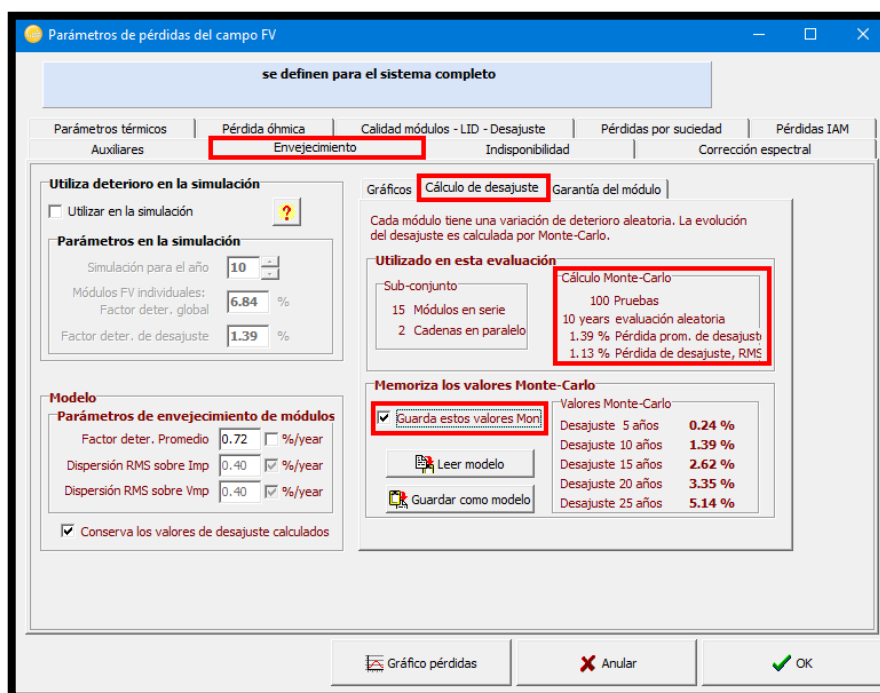 Parámetros de pérdidas del campo FV
se definen para el sistema completo
Parámetros térmicos Pérdida óhmica Calidad módulos - LID - Desajuste Pérdidas por suciedad Pérdidas IAM
Auxiliares Envejecimiento Indisponibilidad Corrección espectral
Utiliza deterioro en la simulación
Utilizar en la simulación
?
Parámetros en la simulación
Simulación para el año 10
Módulos FV individuales:
Factor deter. global 6.84 %
Factor deter. de desajuste 1.39 %
Modelo
Parámetros de envejecimiento de módulos
Factor deter. Promedio 0.72 %/year
Dispersión RMS sobre Imp 0.40 %/year
Dispersión RMS sobre Vmp 0.40 %/year
Conserva los valores de desajuste calculados
Gráficos Cálculo de desajuste Garantía del módulo
Cada módulo tiene una variación de deterioro aleatoria. La evolución
del desajuste es calculada por Monte-Carlo.
Utilizado en esta evaluación
Sub-conjunto
15 Módulos en serie
2 Cadenas en paralelo
Cálculo Monte-Carlo
100 Pruebas
10 years evaluación aleatoria
1.39 % Pérdida prom. de desajust
1.13 % Pérdida de desajuste, RMS
Memoriza los valores Monte-Carlo
Guarda estos valores Mon
Leer modelo
Guardar como modelo
Valores Monte-Carlo
Desajuste 5 años 0.24 %
Desajuste 10 años 1.39 %
Desajuste 15 años 2.62 %
Desajuste 20 años 3.35 %
Desajuste 25 años 5.14 %
Gráfico pérdidas Anular OK